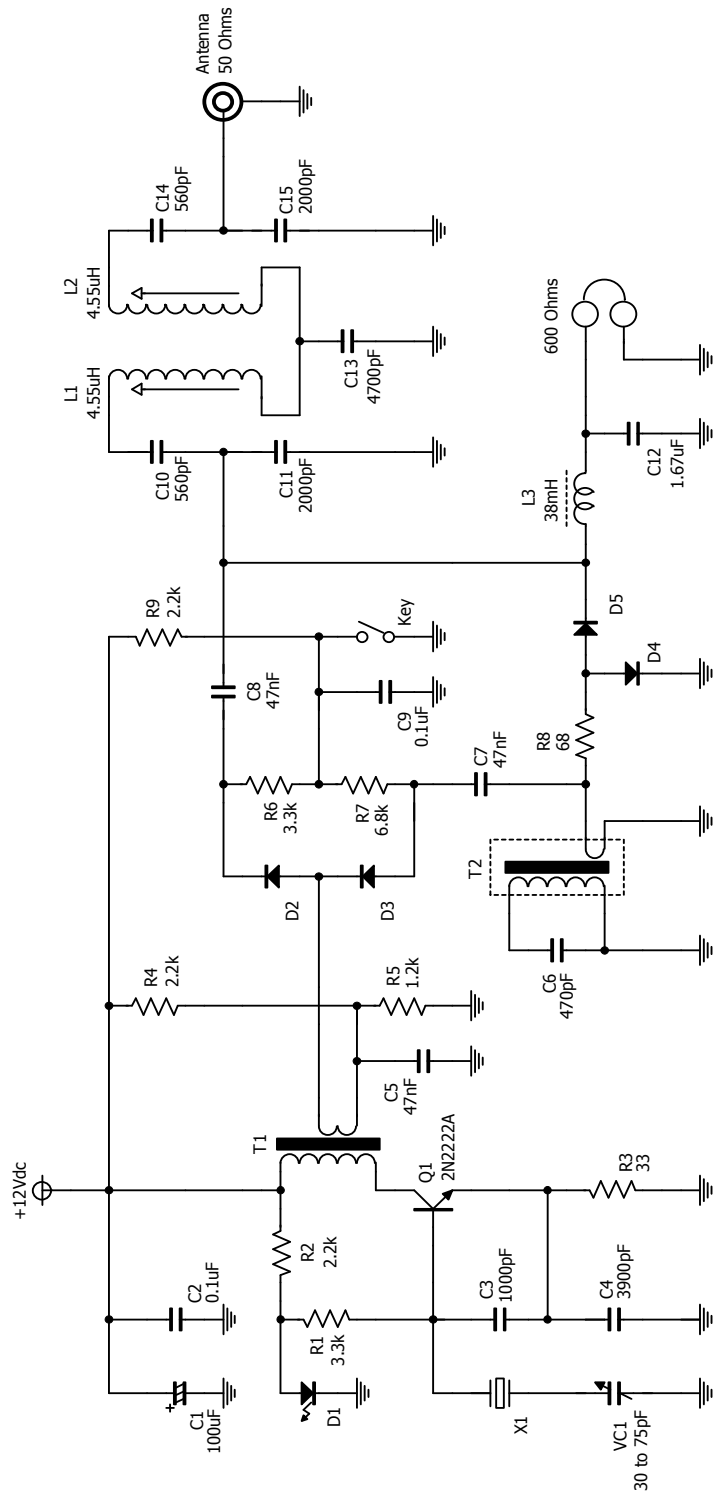 +12Vdc
C1
100uF
C2
0.1uF
R2
2.2k
R1
3.3k
D1
X1
VC1
30 to 75pF
C3
1000pF
C4
3900pF
Q1
2N2222A
R3
33
T1
C5
47nF
R4
2.2k
R5
1.2k
D2
D3
R6
3.3k
R7
6.8k
C6
470pF
T2
C7
47nF
R8
68
D4
D5
C8
47nF
C9
0.1uF
R9
2.2k
Key
L3
38mH
C12
1.67uF
600 Ohms
C10
560pF
C11
2000pF
L1
4.55uH
L2
4.55uH
C13
4700pF
C14
560pF
C15
2000pF
Antenna
50 Ohms